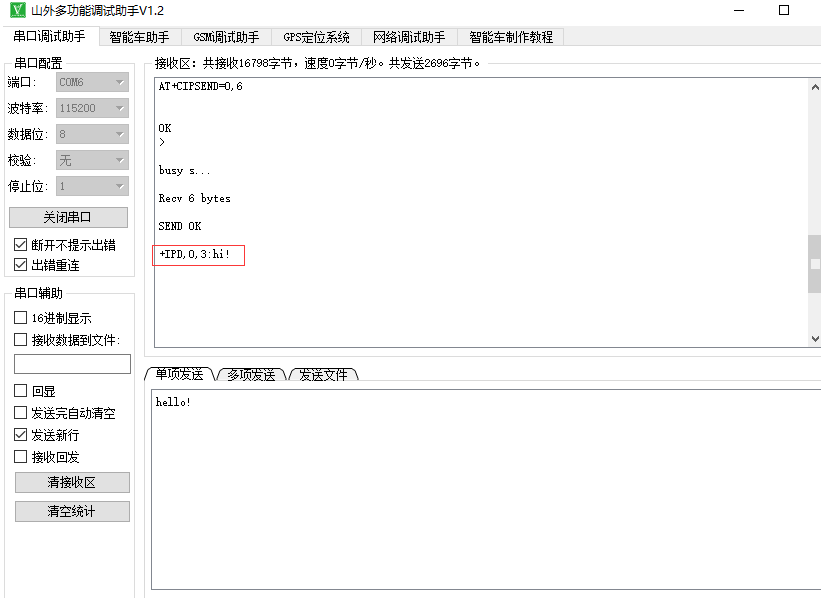 山外多功能调试助手V1.2
串口调试助手 智能车助手 GSM调试助手 GPS定位系统 网络调试助手 智能车制作教程
串口配置
端口: COM6
波特率: 115200
数据位: 8
校验: 无
停止位: 1
关闭串口
断开不提示出错
出错重连
串口辅助
16进制显示
接收数据到文件:
回显
发送完自动清空
发送新行
接收回发
清接收区
清空统计
接收区: 共接收16798字节, 速度0字节/秒。共发送2696字节。
AT+CIPSEND=0,6
OK
>
busy s...
Recv 6 bytes
SEND OK
+IPD,0,3:hi!
单项发送 多项发送 发送文件
hello!